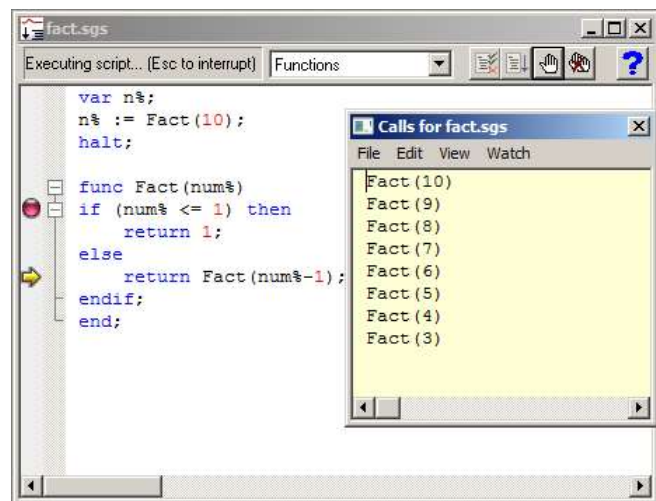 fact.sgs
Executing script... (Esc to interrupt) Functions ?
var n%;
n% := Fact(10);
halt;
func Fact(num%)
if (num% <= 1) then
return 1;
else
return Fact(num%-1);
endif;
end;
Calls for fact.sgs
File Edit View Watch
Fact(10)
Fact(9)
Fact(8)
Fact(7)
Fact(6)
Fact(5)
Fact(4)
Fact(3)